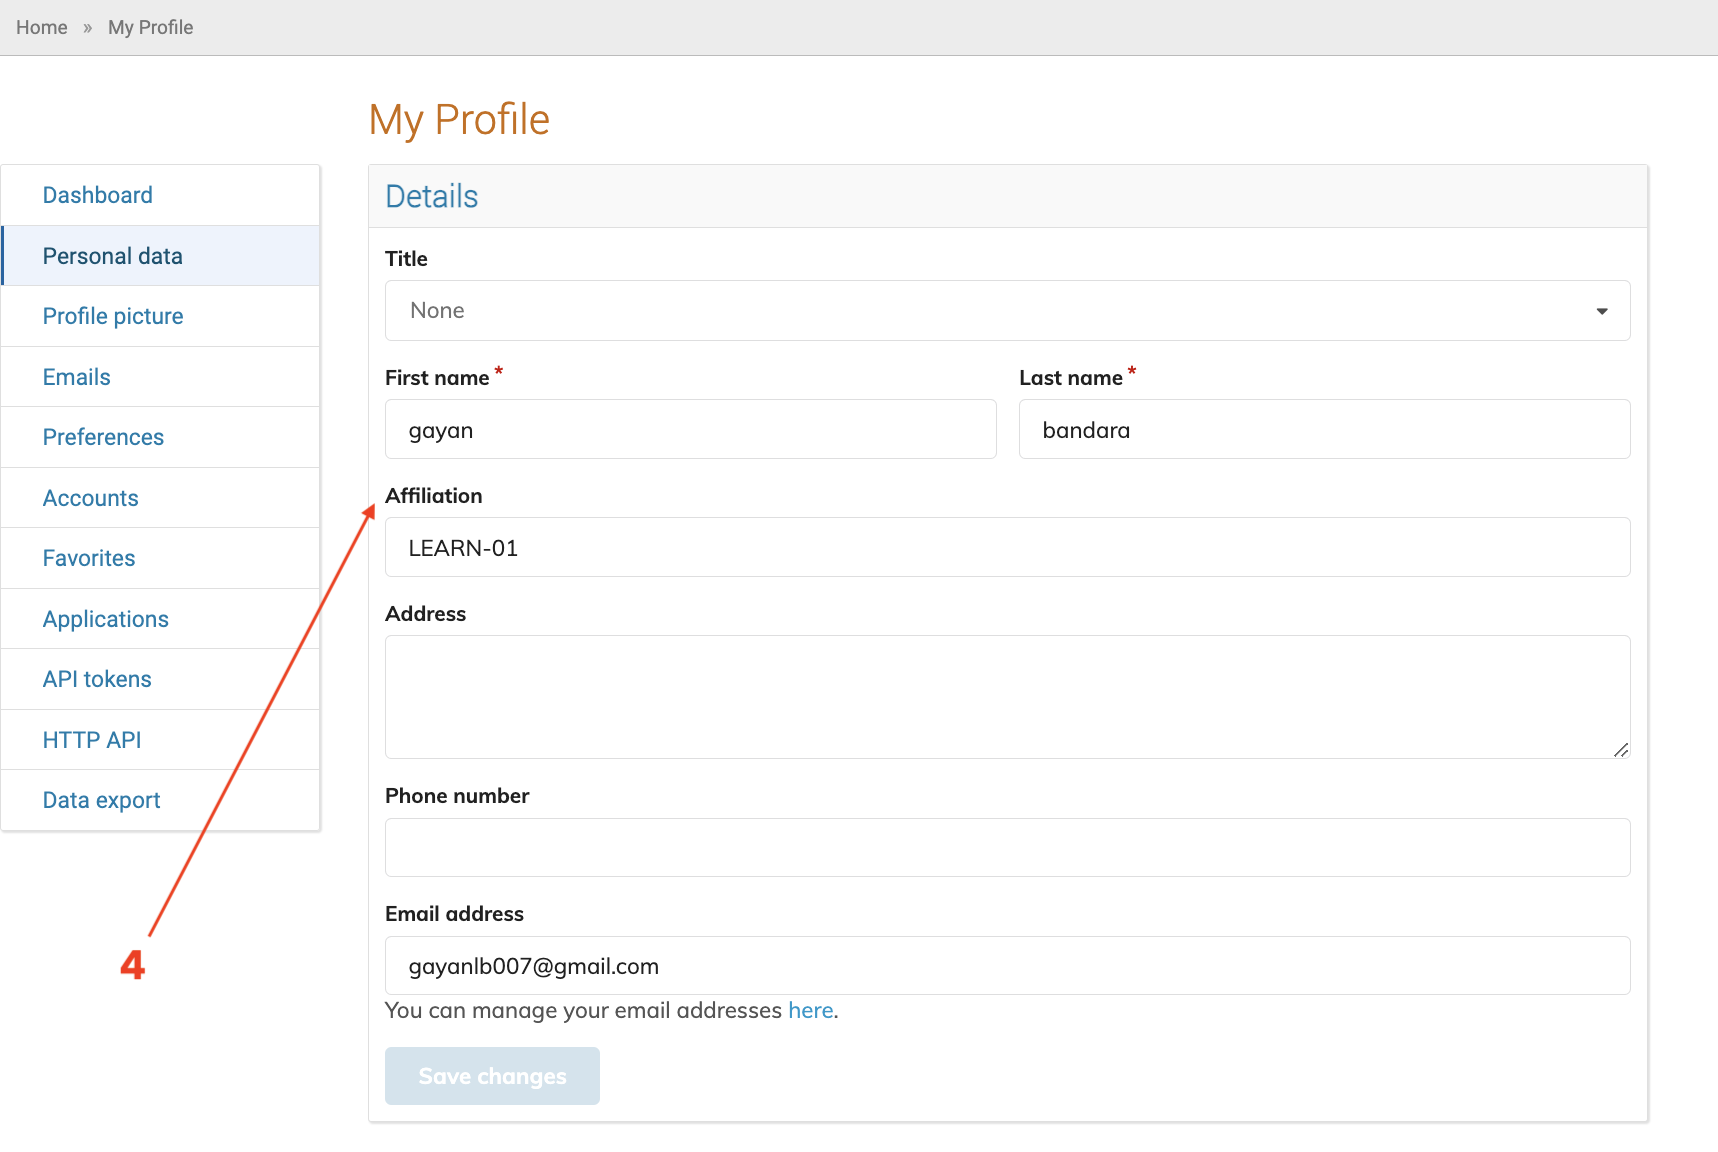 Home » My Profile
My Profile
Dashboard
Personal data
Profile picture
Emails
Preferences
Accounts
Favorites
Applications
API tokens
HTTP API
Data export
4
Details
Title
None
First name *
Last name *
gayan
bandara
Affiliation
LEARN-01
Address
Phone number
Email address
gayanlb007@gmail.com
You can manage your email addresses here.
Save changes